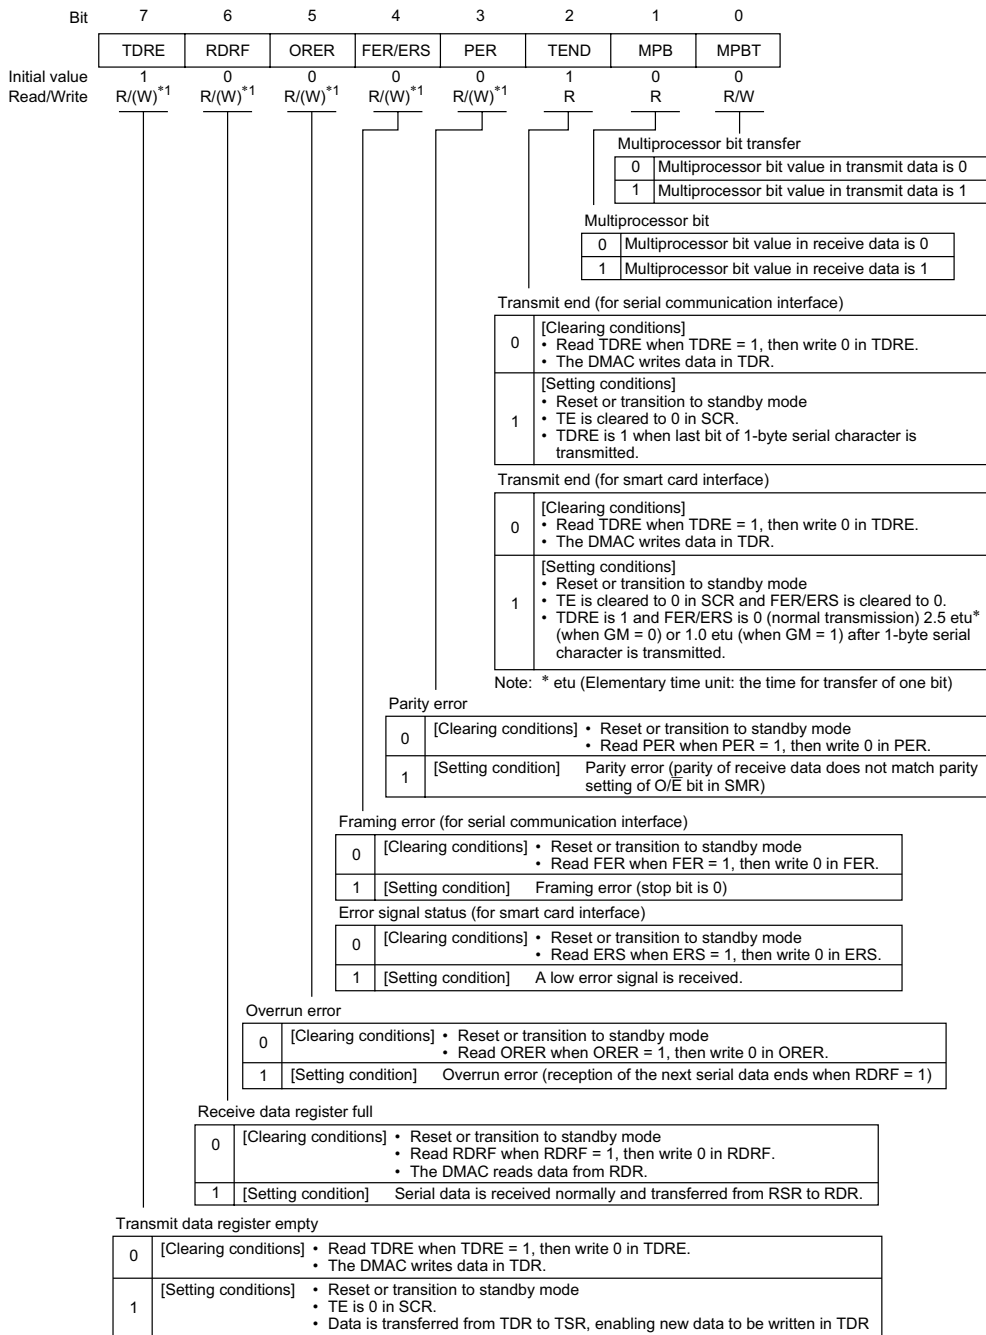 Bit 7 6 5 4 3 2 1 0
TDRE RDRF ORER FER/ERS PER TEND MPB MPBT
Initial value 1 0 0 0 0 1 0 0
Read/Write R/(W)*1 R/(W)*1 R/(W)*1 R/(W)*1 R/(W)*1 R R R/W
Multiprocessor bit transfer
0 Multiprocessor bit value in transmit data is 0
1 Multiprocessor bit value in transmit data is 1
Multiprocessor bit
0 Multiprocessor bit value in receive data is 0
1 Multiprocessor bit value in receive data is 1
Transmit end (for serial communication interface)
0 [Clearing conditions]
• Read TDRE when TDRE = 1, then write 0 in TDRE.
• The DMAC writes data in TDR.
1 [Setting conditions]
• Reset or transition to standby mode
• TE is cleared to 0 in SCR.
• TDRE is 1 when last bit of 1-byte serial character is
transmitted.
Transmit end (for smart card interface)
0 [Clearing conditions]
• Read TDRE when TDRE = 1, then write 0 in TDRE.
• The DMAC writes data in TDR.
1 [Setting conditions]
• Reset or transition to standby mode
• TE is cleared to 0 in SCR and FER/ERS is cleared to 0.
• TDRE is 1 and FER/ERS is 0 (normal transmission) 2.5 etu*
(when GM = 0) or 1.0 etu (when GM = 1) after 1-byte serial
character is transmitted.
Note: * etu (Elementary time unit: the time for transfer of one bit)
Parity error
0 [Clearing conditions] • Reset or transition to standby mode
• Read PER when PER = 1, then write 0 in PER.
1 [Setting condition] Parity error (parity of receive data does not match parity
setting of O/E̅ bit in SMR)
Framing error (for serial communication interface)
0 [Clearing conditions] • Reset or transition to standby mode
• Read FER when FER = 1, then write 0 in FER.
1 [Setting condition] Framing error (stop bit is 0)
Error signal status (for smart card interface)
0 [Clearing conditions] • Reset or transition to standby mode
• Read ERS when ERS = 1, then write 0 in ERS.
1 [Setting condition] A low error signal is received.
Overrun error
0 [Clearing conditions] • Reset or transition to standby mode
• Read ORER when ORER = 1, then write 0 in ORER.
1 [Setting condition] Overrun error (reception of the next serial data ends when RDRF = 1)
Receive data register full
0 [Clearing conditions] • Reset or transition to standby mode
• Read RDRF when RDRF = 1, then write 0 in RDRF.
• The DMAC reads data from RDR.
1 [Setting condition] Serial data is received normally and transferred from RSR to RDR.
Transmit data register empty
0 [Clearing conditions] • Read TDRE when TDRE = 1, then write 0 in TDRE.
• The DMAC writes data in TDR.
1 [Setting conditions] • Reset or transition to standby mode
• TE is 0 in SCR.
• Data is transferred from TDR to TSR, enabling new data to be written in TDR